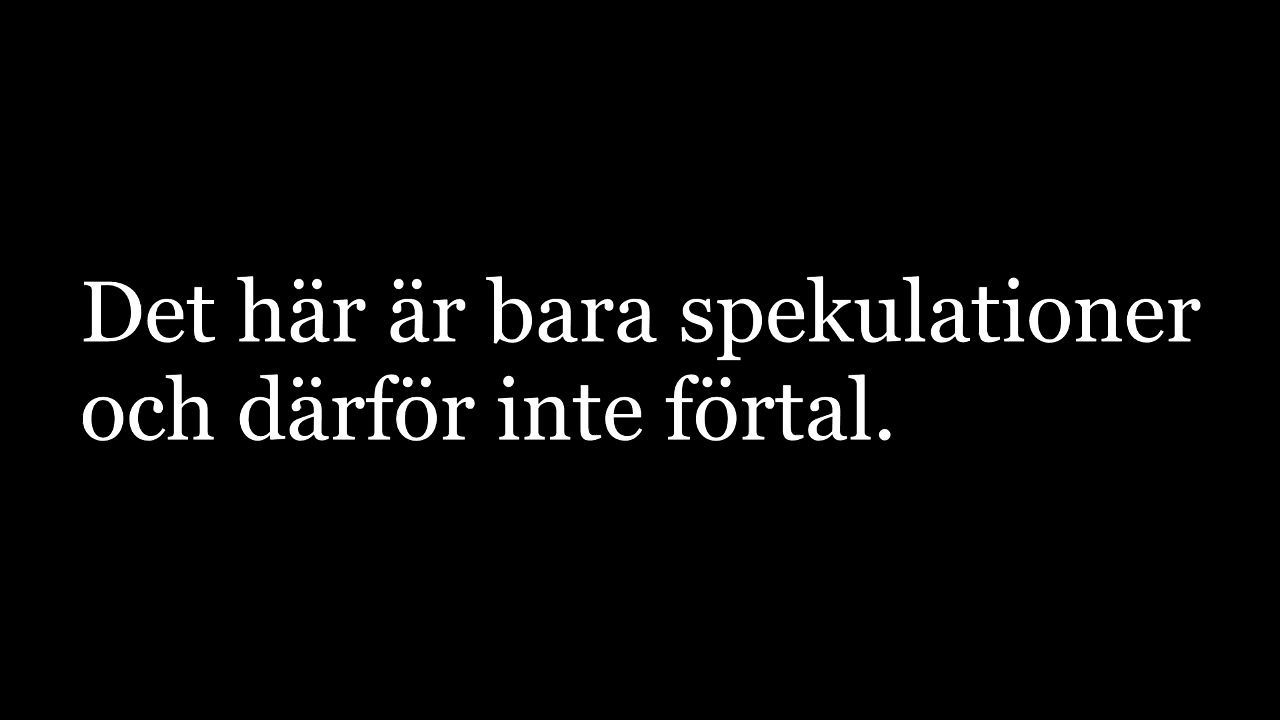 Det här är bara spekulationer
och därför inte förtal.